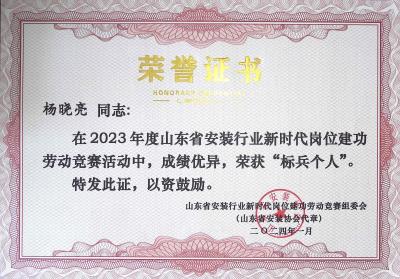 荣誉证书
杨晓亮 同志:
在2023年度山东省安装行业新时代岗位建功
劳动竞赛活动中，成绩优异，荣获“标兵个人”。
特发此证，以资鼓励。
山东省安装行业新时代岗位建功劳动竞赛组委会
(山东省安装协会代章)
二〇二四年一月